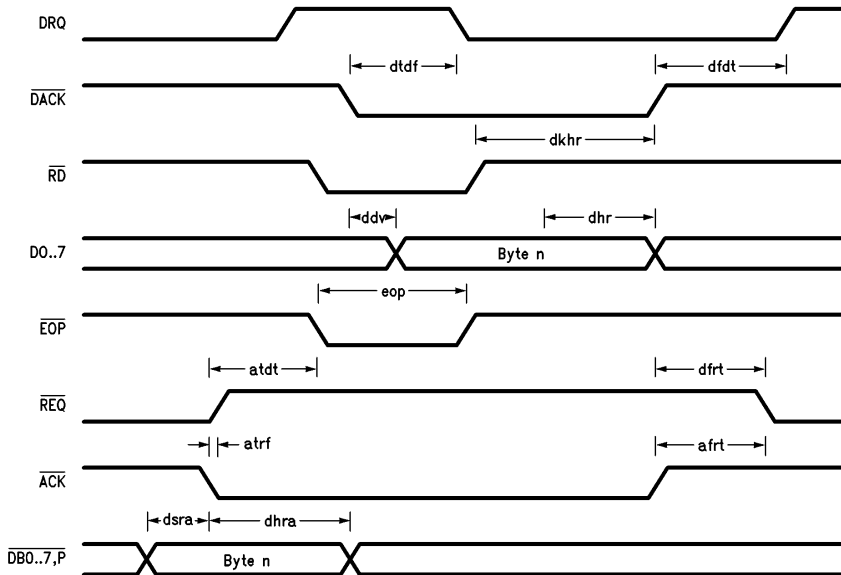 DRQ
dtdf dfdt
DACK
dkhr
RD
ddv dhr
D0..7 Byte n
eop
EOP
atdt dfrt
REQ
atrf afrt
ACK
dsra dhra
DB0..7,P Byte n